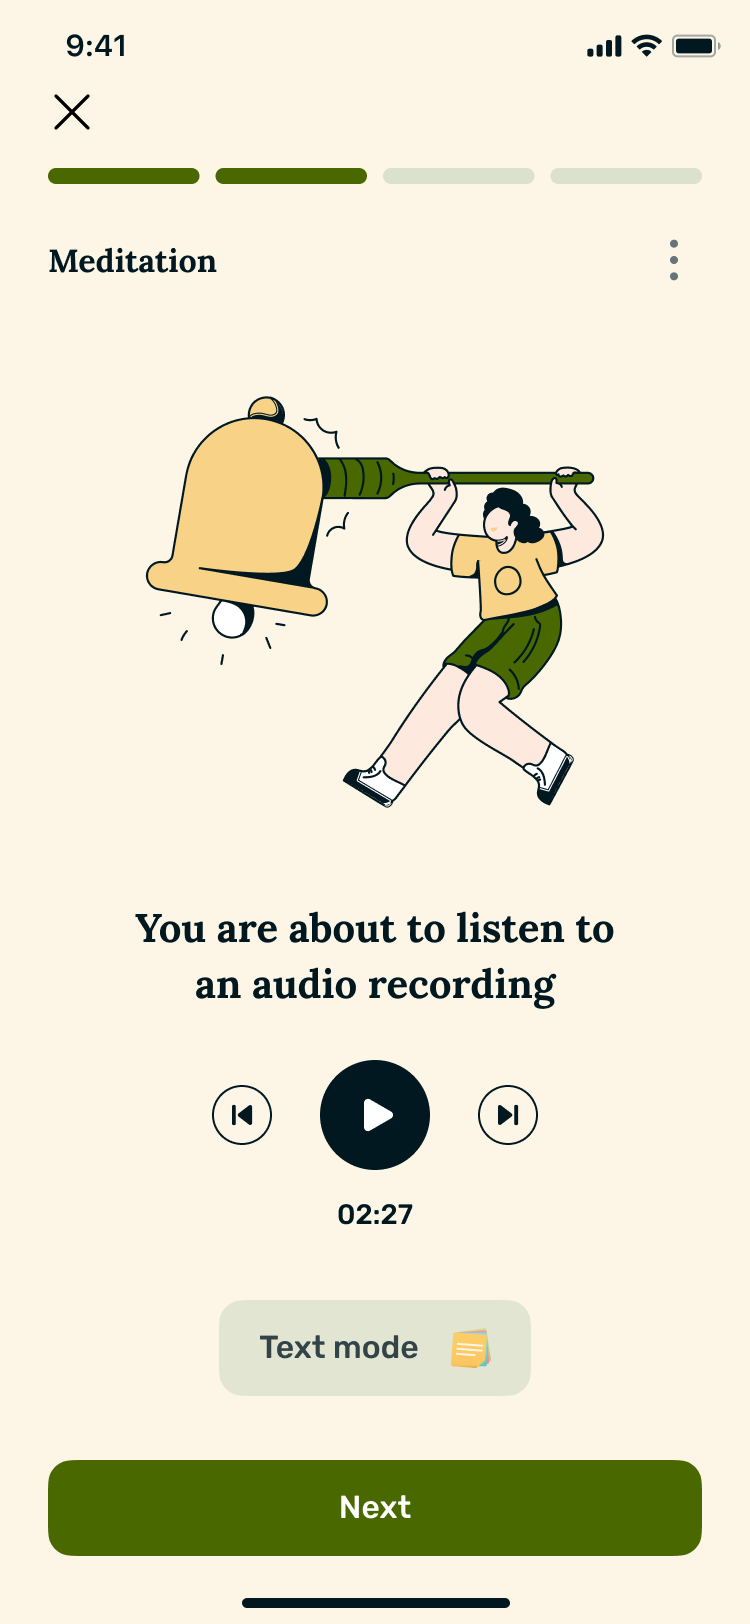 9:41
Meditation
You are about to listen to
an audio recording
02:27
Text mode
Next